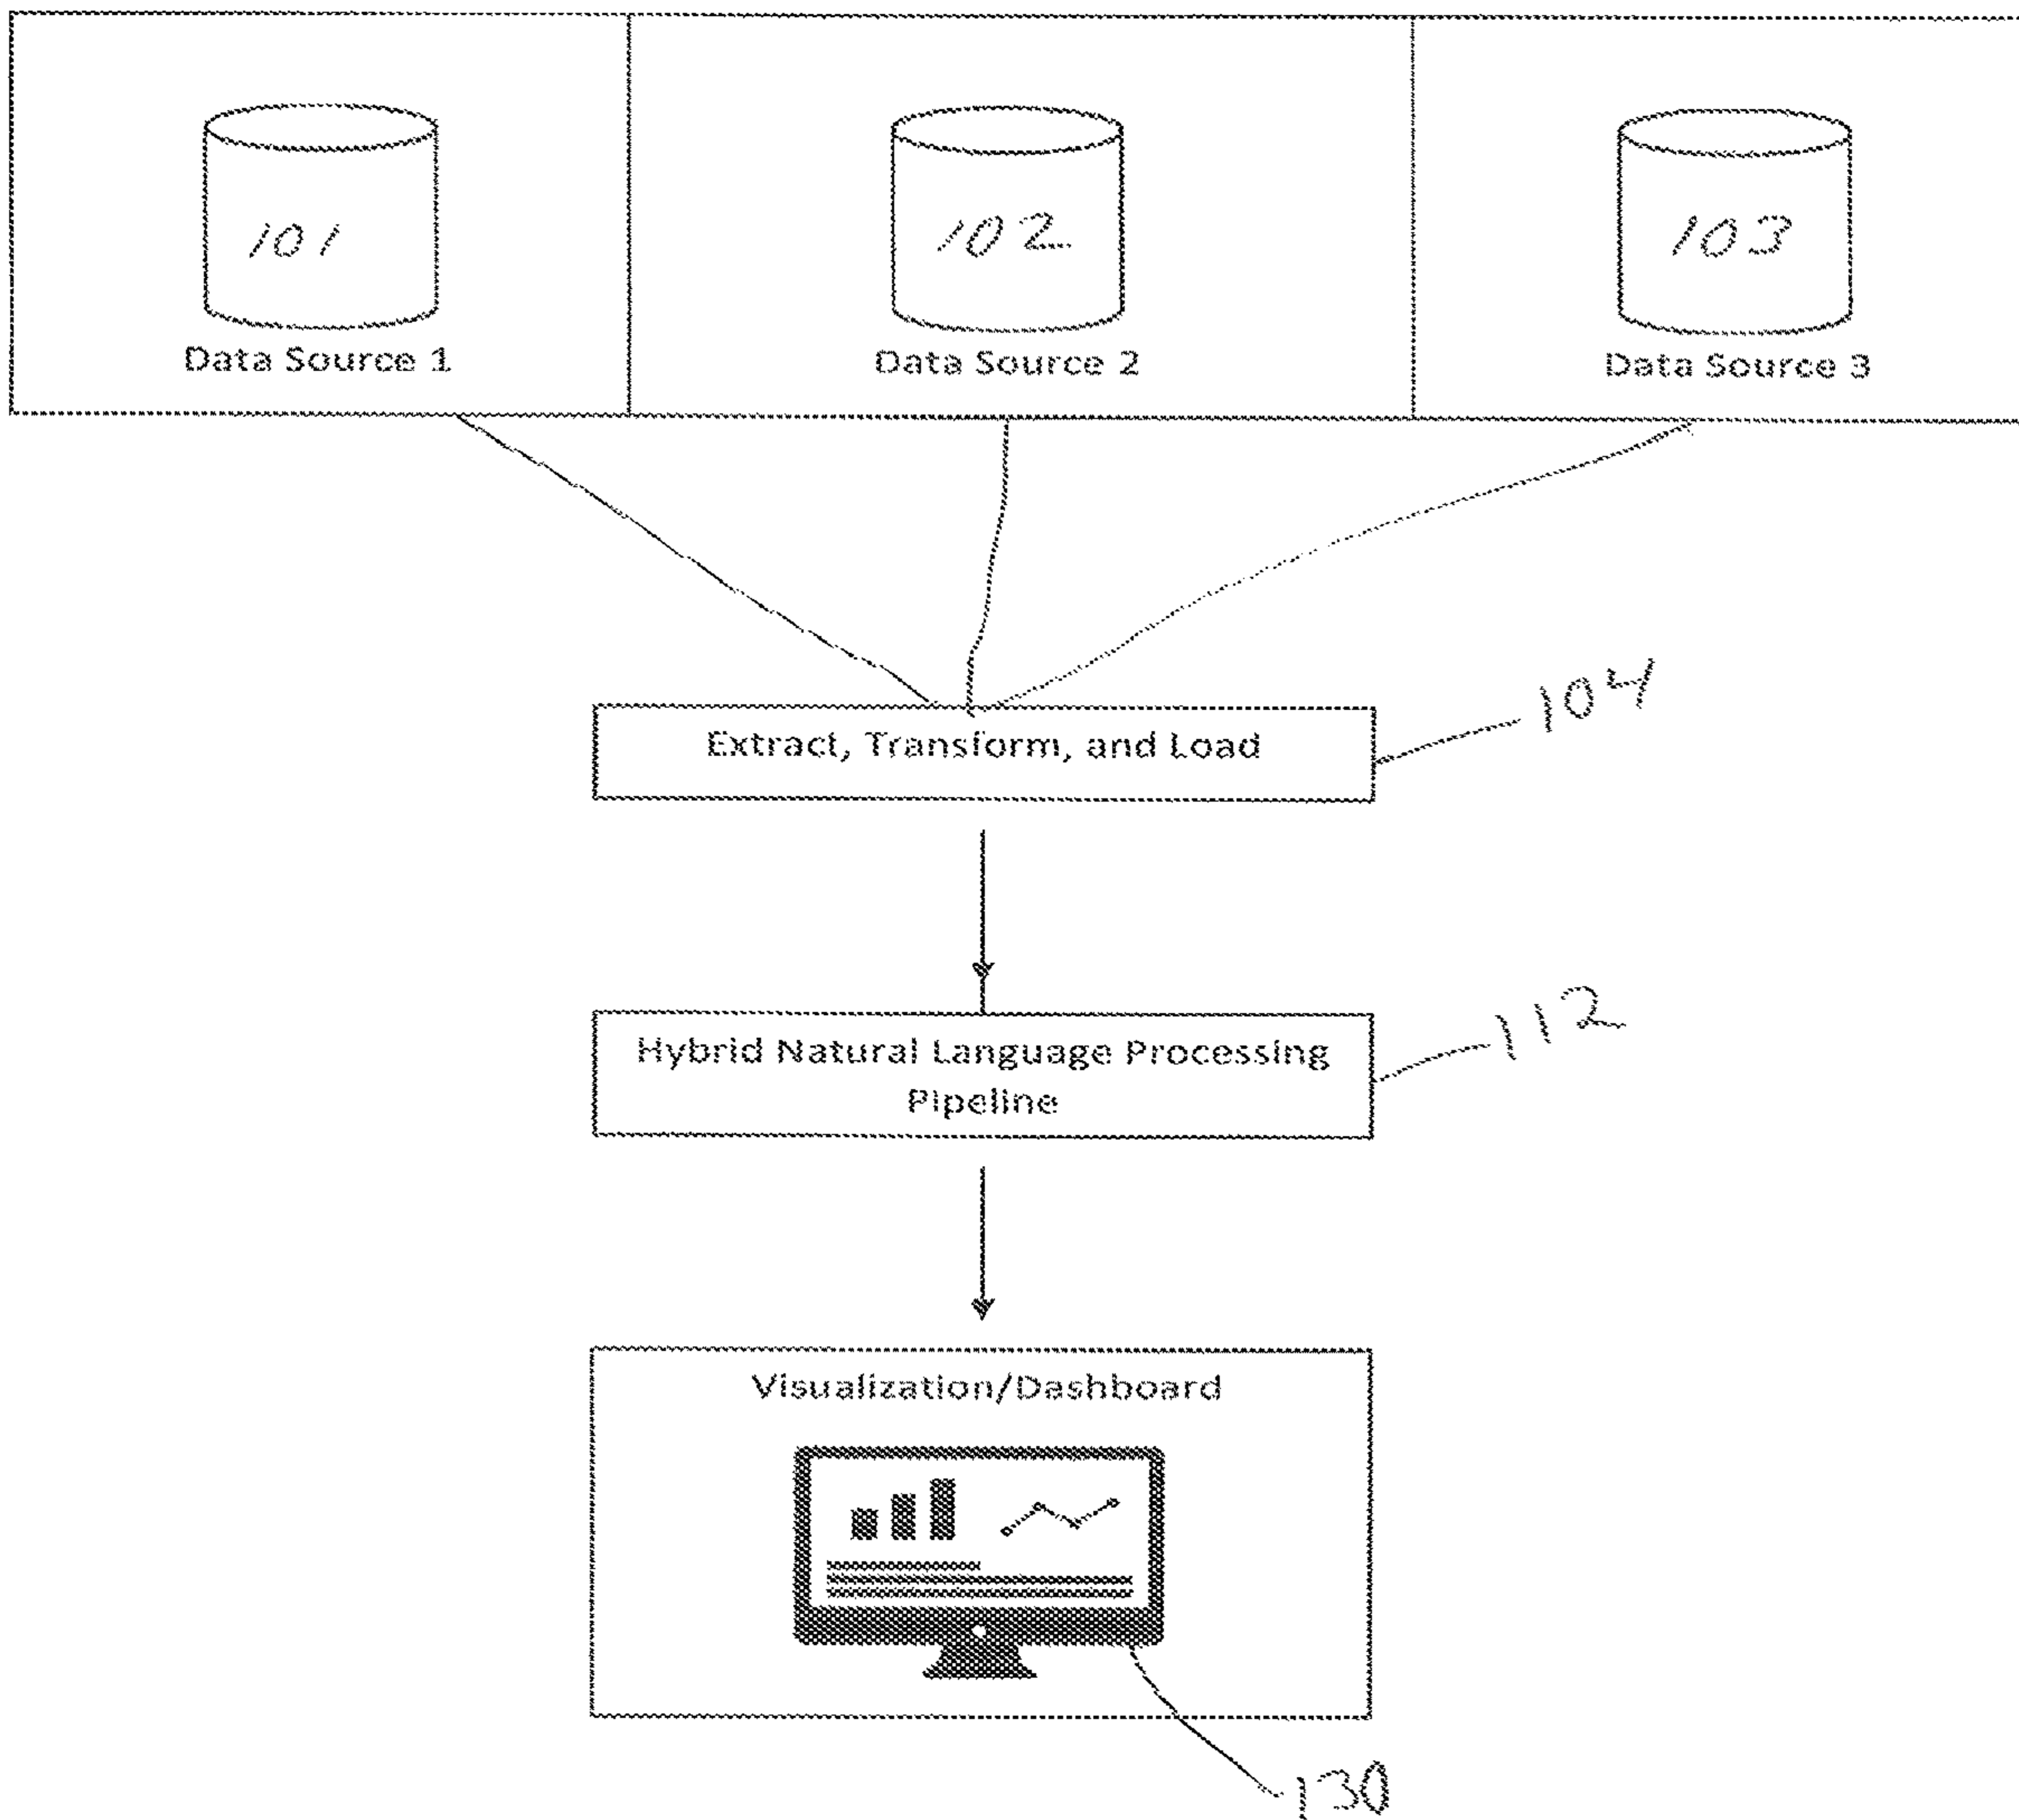 101
102
103
Data Source 1
Data Source 2
Data Source 3
Extract, Transform, and Load
104
Hybrid Natural Language Processing
Pipeline
112
Visualization/Dashboard
130